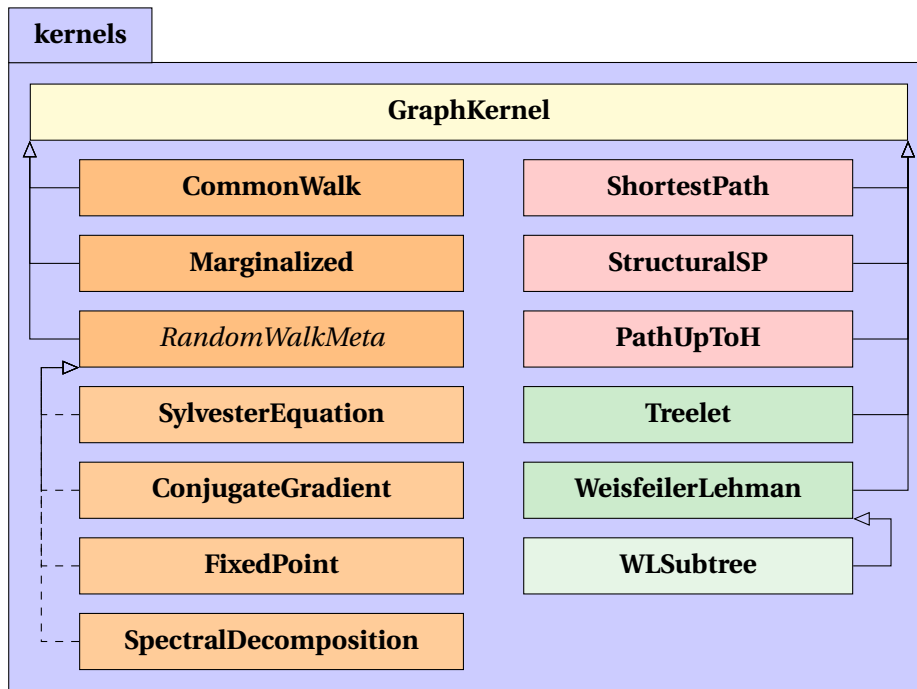 kernels
GraphKernel
CommonWalk
Marginalized
RandomWalkMeta
SylvesterEquation
ConjugateGradient
FixedPoint
SpectralDecomposition
ShortestPath
StructuralSP
PathUpToH
Treelet
WeisfeilerLehman
WLSubtree